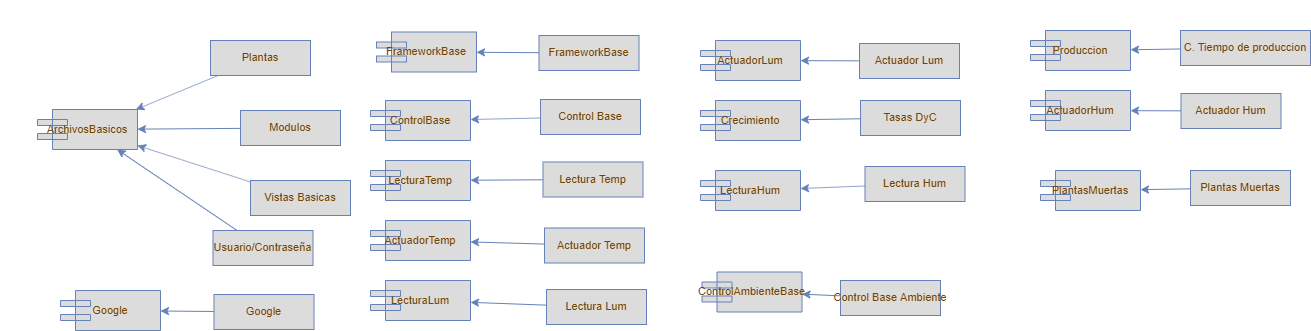 Plantas
ArchivosBasicos
Modulos
Vistas Basicas
Usuario/Contraseña
Google
Google
FrameworkBase
FrameworkBase
ControlBase
Control Base
LecturaTemp
Lectura Temp
ActuadorTemp
Actuador Temp
LecturaLum
Lectura Lum
ActuadorLum
Actuador Lum
Crecimiento
Tasas DyC
LecturaHum
Lectura Hum
ControlAmbienteBase
Control Base Ambiente
Produccion
C. Tiempo de produccion
ActuadorHum
Actuador Hum
PlantasMuertas
Plantas Muertas